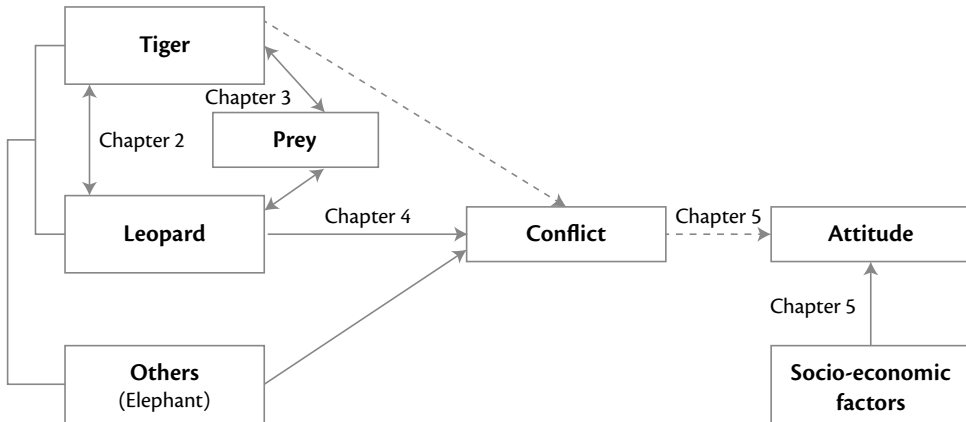 Tiger
Chapter 3
Prey
Chapter 2
Leopard
Chapter 4
Conflict
Chapter 5
Attitude
Chapter 5
Others
(Elephant)
Socio-economic
factors